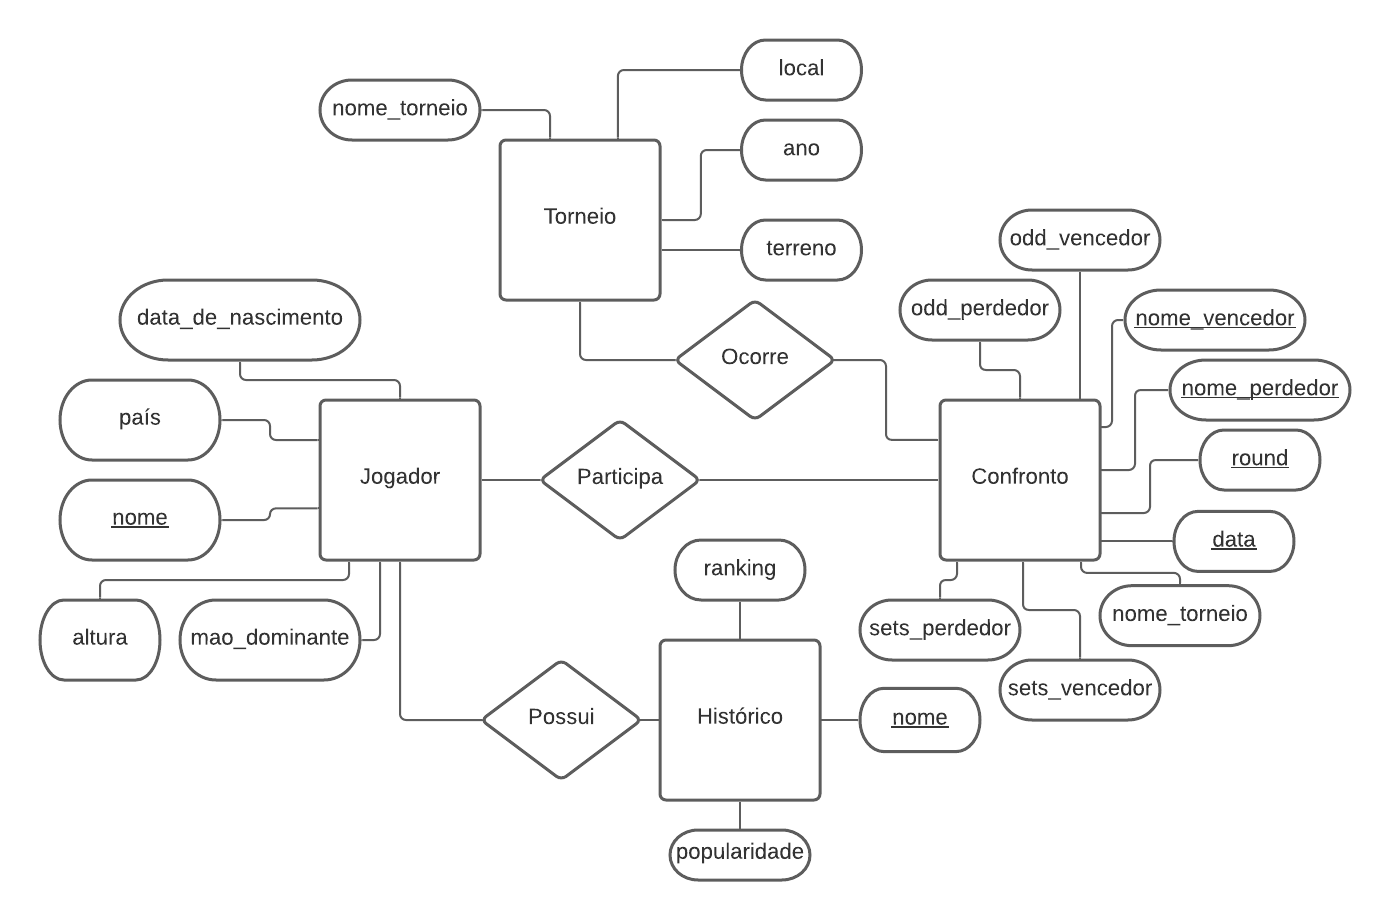 local
nome_torneio
ano
Torneio
odd_vencedor
terreno
odd_perdedor
data_de_nascimento
nome_vencedor
Ocorre
nome_perdedor
país
round
Jogador
Participa
Confronto
nome
data
ranking
nome_torneio
sets_perdedor
altura
mao_dominante
sets_vencedor
Possui
Histórico
nome
popularidade